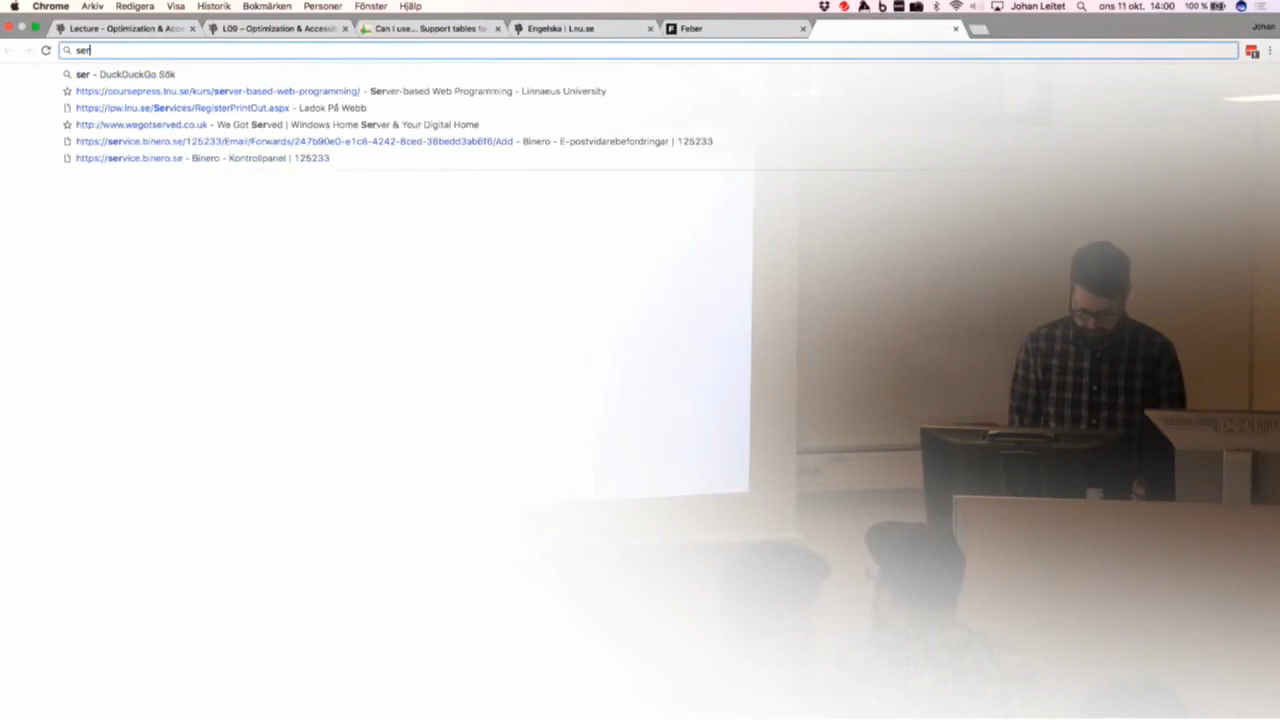 Chrome Arkiv Redigera Visa Historik Bokmärken Personer Fönster Hjälp Johan Leitet ons 11 okt. 14:00 100 %
Lecture - Optimization & Acce
L09 – Optimization & Accessib
Can I use... Support tables fo
Engelska | Lnu.se
Feber
Johan
ser
ser – DuckDuckGo Sök
https://coursepress.lnu.se/kurs/server-based-web-programming/ - Server-based Web Programming - Linnaeus University
https://lpw.lnu.se/Services/RegisterPrintOut.aspx - Ladok På Webb
http://www.wegotserved.co.uk - We Got Served | Windows Home Server & Your Digital Home
https://service.binero.se/125233/Email/Forwards/247b90e0-e1c8-4242-8ced-38bedd3ab6f6/Add - Binero - E-postvidarebefordringar | 125233
https://service.binero.se - Binero - Kontrollpanel | 125233